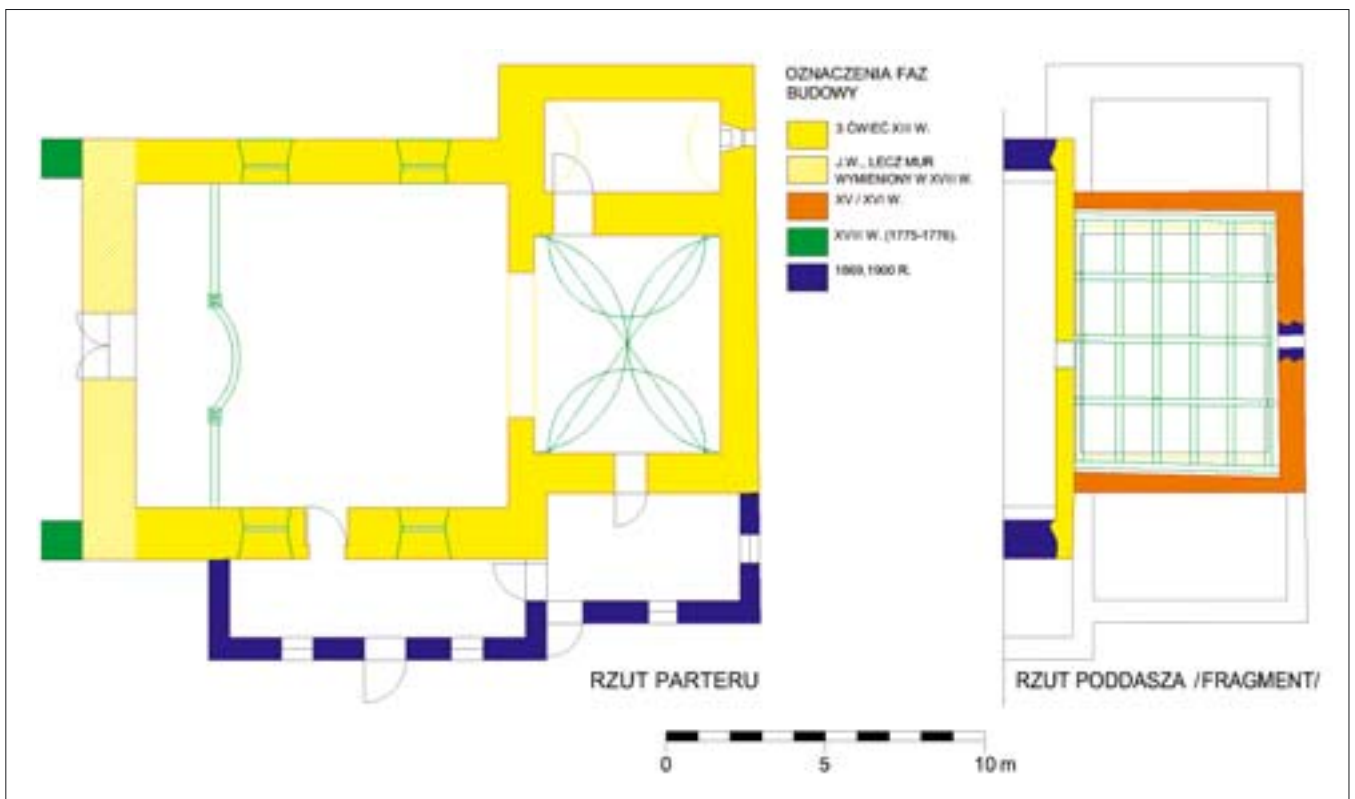 OZNACZENIA FAZ
BUDOWY
3 ĆWIEĆ XIII W.
J.W., LECZ MUR
WYMIENIONY W XVIII W.
XV / XVI W.
XVIII W. (1775-1776).
1869,1900 R.
RZUT PARTERU
RZUT PODDASZA /FRAGMENT/
0 5 10 m